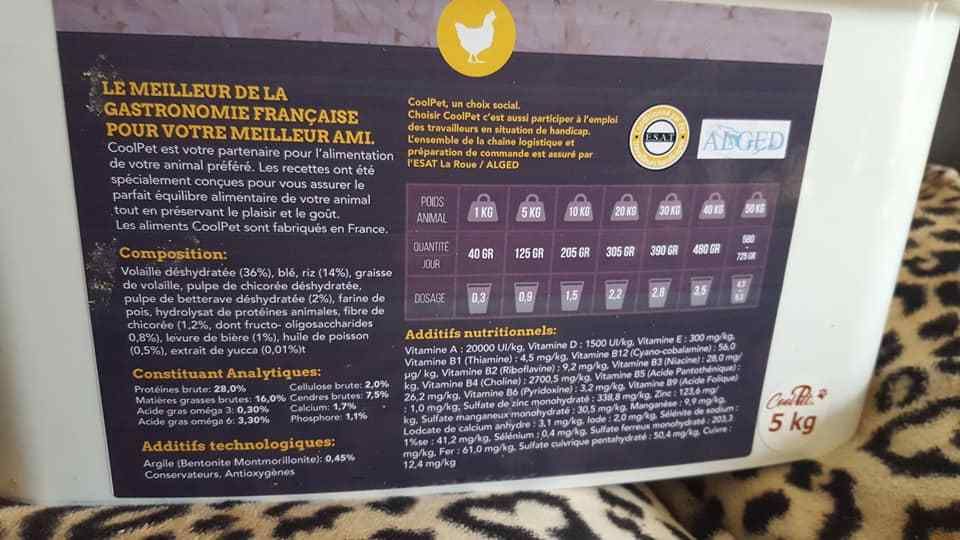 LE MEILLEUR DE LA
GASTRONOMIE FRANÇAISE
POUR VOTRE MEILLEUR AMI.
CoolPet est votre partenaire pour l'alimentation
de votre animal préféré. Les recettes ont été
spécialement conçues pour vous assurer le
parfait équilibre alimentaire de votre animal
tout en préservant le plaisir et le goût.
Les aliments CoolPet sont fabriqués en France.
Composition:
Volaille déshydratée (36%), blé, riz (14%), graisse
de volaille, pulpe de chicorée déshydratée,
pulpe de betterave déshydratée (2%), farine de
pois, hydrolysat de protéines animales, fibre de
chicorée (1,2%, dont fructo- oligosaccharides
0,8%), levure de bière (1%), huile de poisson
(0,5%), extrait de yucca (0,01%)t
Constituant Analytiques:
Protéines brute: 28,0%
Matières grasses brutes: 16,0%
Acide gras oméga 3: 0,30%
Acide gras oméga 6: 3,30%
Cellulose brute: 2,0%
Cendres brutes: 7,5%
Calcium: 1,7%
Phosphore: 1,1%
Additifs technologiques:
Argile (Bentonite Montmorillonite): 0,45%
Conservateurs, Antioxygènes
CoolPet, un choix social.
Choisir CoolPet c'est aussi participer à l'emploi
des travailleurs en situation de handicap.
L'ensemble de la chaine logistique et
préparation de commande est assuré par
l'ESAT La Roue / ALGED
E.S.A.T
ALGED
POIDS ANIMAL 1 KG 5 KG 10 KG 20 KG 30 KG 40 KG 50 KG
QUANTITÉ JOUR 40 GR 125 GR 205 GR 305 GR 390 GR 480 GR 580 - 725 GR
DOSAGE 0,3 0,9 1,5 2,2 2,8 3,5
Additifs nutritionnels:
Vitamine A : 20000 UI/kg, Vitamine D : 1500 UI/kg, Vitamine E : 300 mg/kg,
Vitamine B1 (Thiamine) : 4,5 mg/kg, Vitamine B12 (Cyano-cobalamine) : 56,0
µg/ kg, Vitamine B2 (Riboflavine) : 9,2 mg/kg, Vitamine B3 (Niacine) : 28,0 mg/
kg, Vitamine B4 (Choline) : 2700,5 mg/kg, Vitamine B5 (Acide Pantothénique) :
26,2 mg/kg, Vitamine B6 (Pyridoxine) : 3,2 mg/kg, Vitamine B9 (Acide Folique)
: 1,0 mg/kg, Sulfate de zinc monohydraté : 338,8 mg/kg, Zinc : 123,6 mg/
kg, Sulfate manganeux monohydraté : 30,5 mg/kg, Manganèse : 9,9 mg/kg,
Lodcate de calcium anhydre : 3,1 mg/kg, Iode : 2,0 mg/kg, Sélénite de sodium
1%se : 41,2 mg/kg, Sélénium : 0,4 mg/kg, Sulfate ferreux monohydraté : 203,3
mg/kg, Fer : 61,0 mg/kg, Sulfate cuivrique pentahydraté : 50,4 mg/kg, Cuivre :
12,4 mg/kg
CoolPet
5 kg